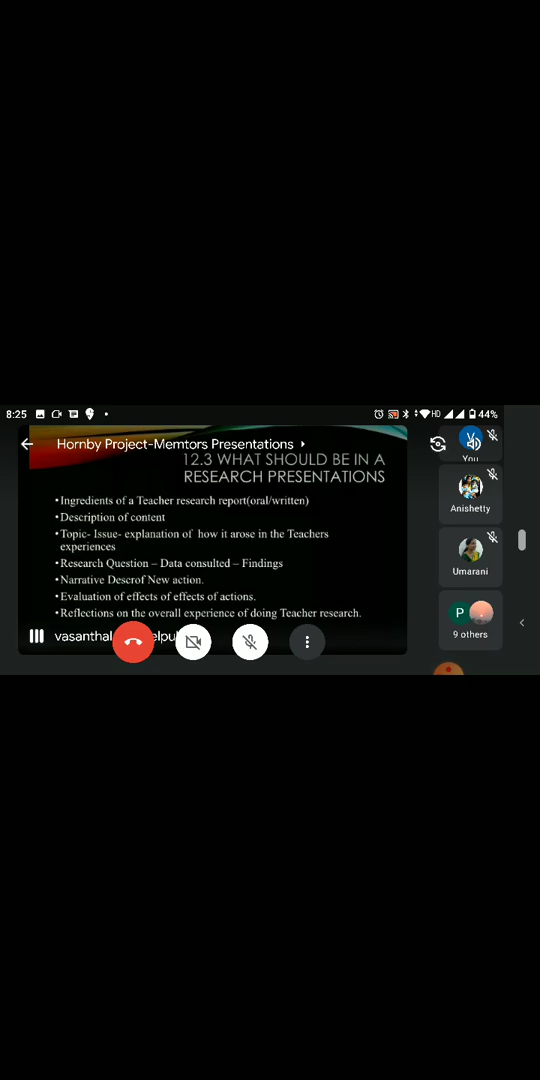 8:25
HD
44%
Hornby Project-Memtors Presentations
12.3 WHAT SHOULD BE IN A
RESEARCH PRESENTATIONS
•Ingredients of a Teacher research report(oral/written)
•Description of content
•Topic- Issue- explanation of how it arose in the Teachers
experiences
•Research Question – Data consulted – Findings
•Narrative Descrof New action.
•Evaluation of effects of effects of actions.
•Reflections on the overall experience of doing Teacher research.
You
Anishetty
Umarani
P
9 others